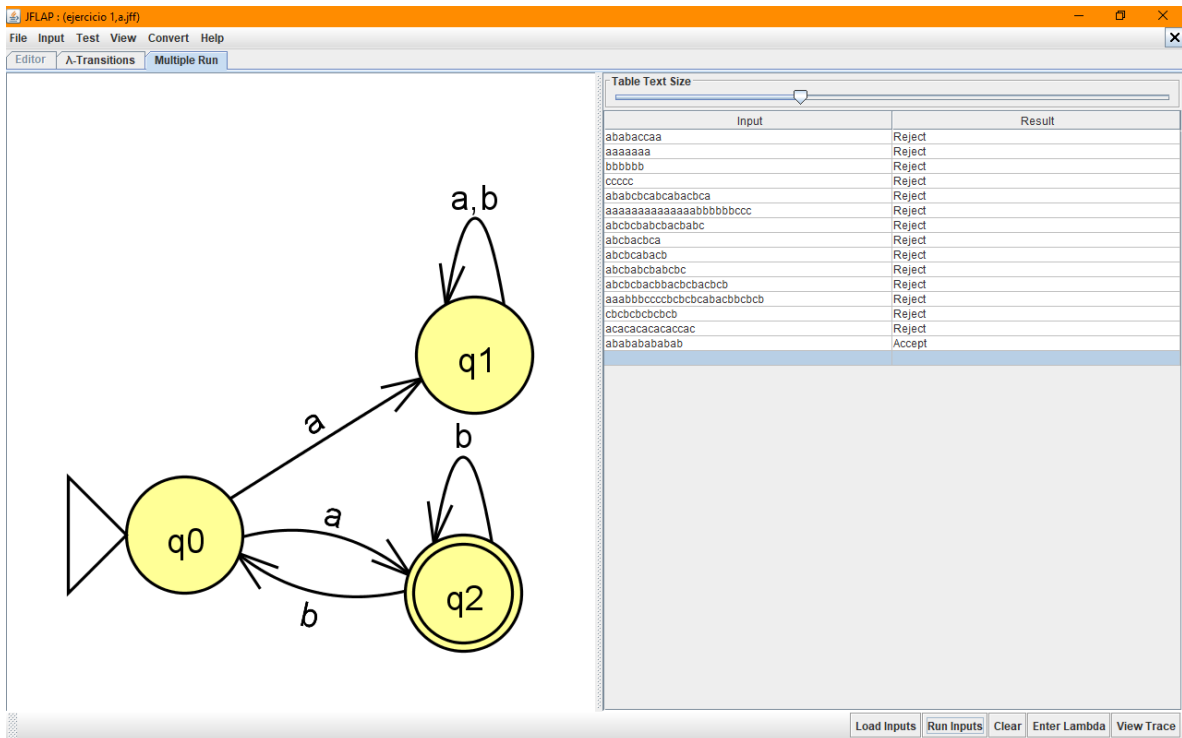 JFLAP : (ejercicio 1,a.jff)
File Input Test View Convert Help
Editor λ-Transitions Multiple Run
Table Text Size
Input Result
ababaccaa Reject
aaaaaaa Reject
bbbbbb Reject
ccccc Reject
ababcbcabcabacbca Reject
aaaaaaaaaaaaaabbbbbbccc Reject
abcbcbabcbacbabc Reject
abcbacbca Reject
abcbcabacb Reject
abcbabcbabcbc Reject
abcbcbacbbacbcbacbcb Reject
aaabbbccccbcbcbcabacbbcbcb Reject
cbcbcbcbcbcb Reject
acacacacacaccac Reject
ababababababab Accept
a,b
q1
a
b
q0
a
q2
b
Load Inputs Run Inputs Clear Enter Lambda View Trace